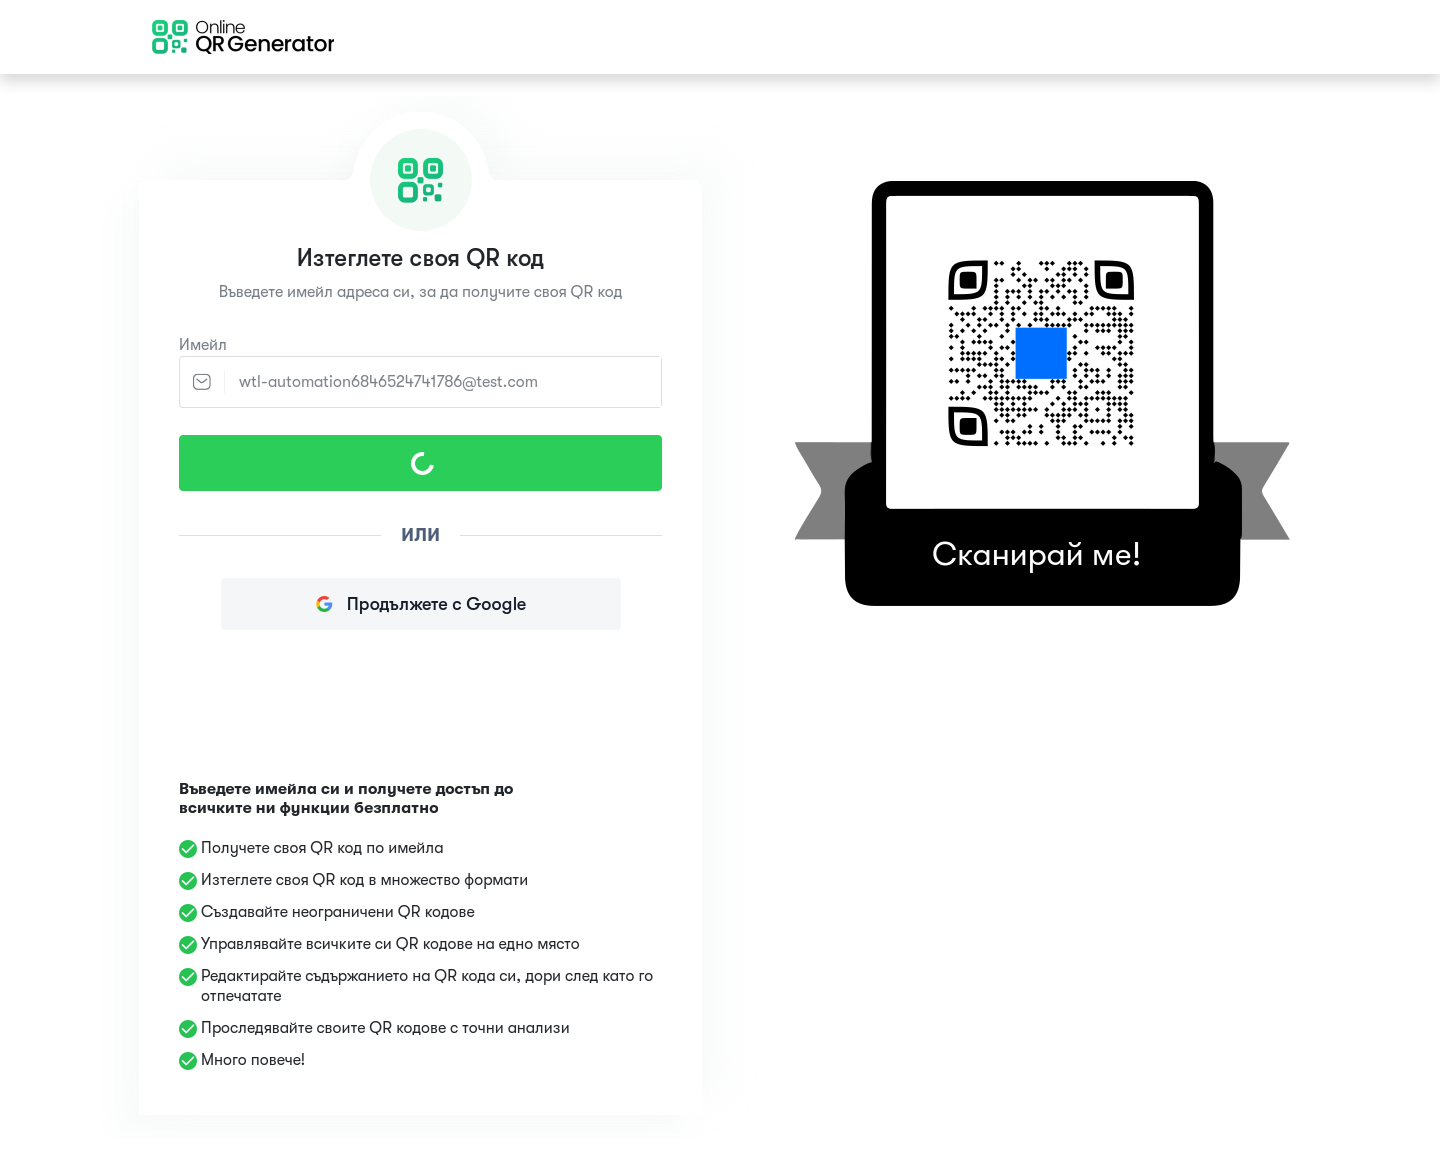 Online
QR Generator
Изтеглете своя QR код
Въведете имейл адреса си, за да получите своя QR код
Имейл
wtl-automation6846524741786@test.com
ИЛИ
Продължете с Google
Въведете имейла си и получете достъп до
всичките ни функции безплатно
Получете своя QR код по имейла
Изтеглете своя QR код в множество формати
Създавайте неограничени QR кодове
Управлявайте всичките си QR кодове на едно място
Редактирайте съдържанието на QR кода си, дори след като го
отпечатате
Проследявайте своите QR кодове с точни анализи
Много повече!
Сканирай ме!